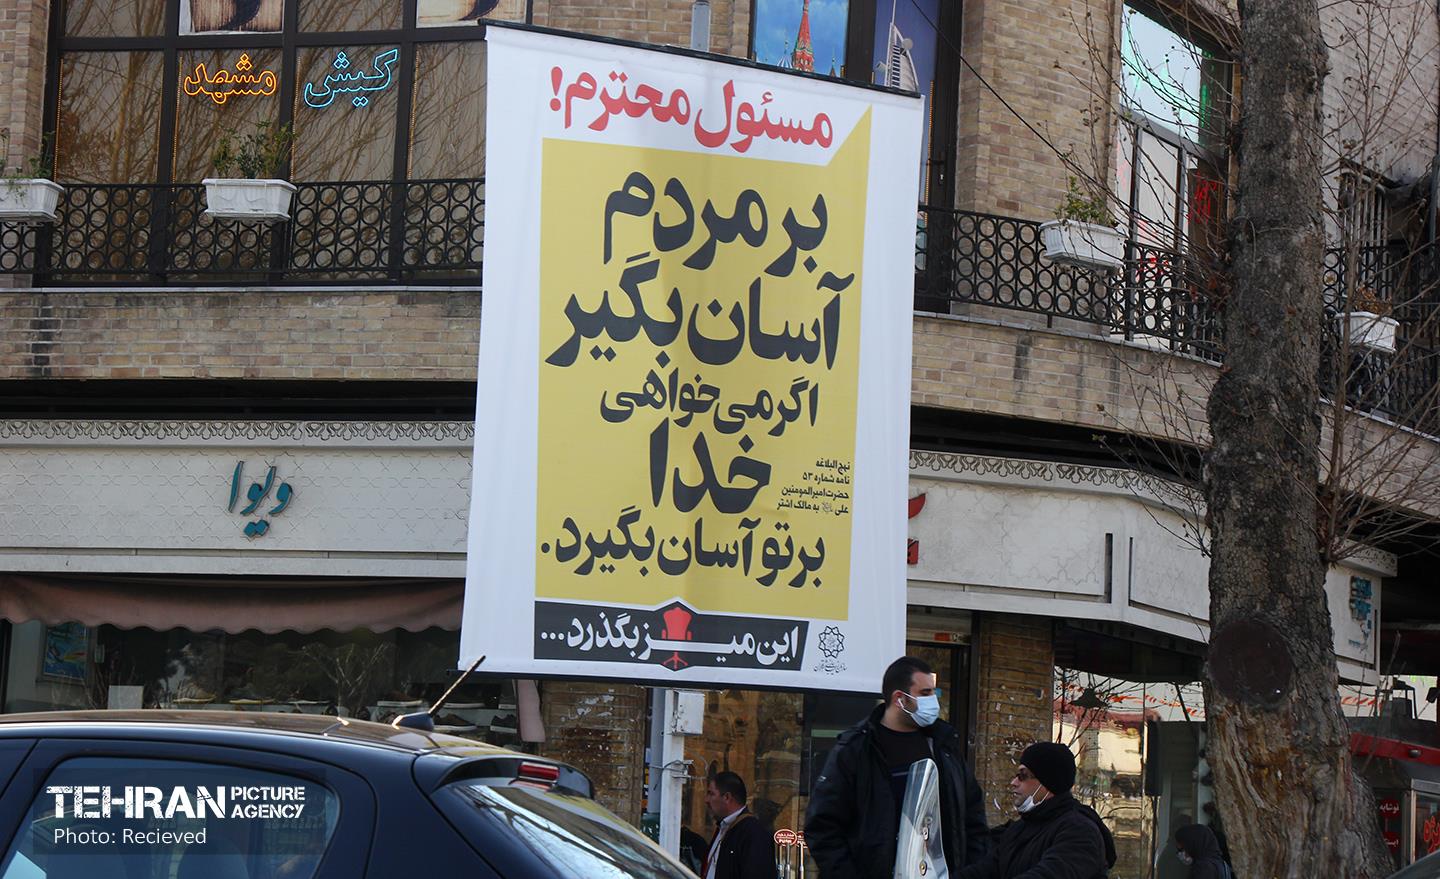 مشهد
کیش
مسئول محترم!
بر مردم
آسان بگیر
اگر می‌خواهی
خدا
نهج البلاغه
نامه شماره ۵۳
حضرت امیرالمومنین
علی به مالک اشتر
بر تو آسان بگیرد.
این میز بگذرد...
ویوا
TEHRAN PICTURE AGENCY
Photo: Recieved